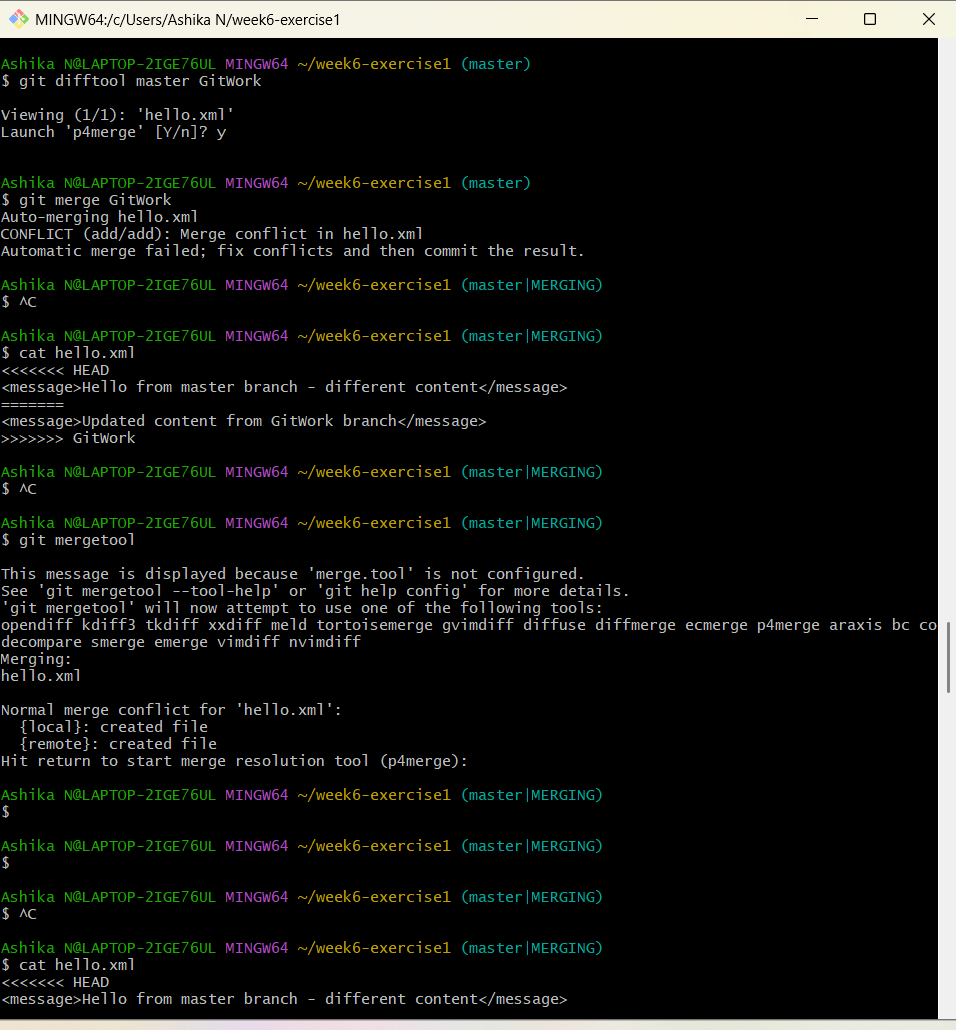 MINGW64:/c/Users/Ashika N/week6-exercise1
Ashika N@LAPTOP-2IGE76UL MINGW64 ~/week6-exercise1 (master)
$ git difftool master GitWork
Viewing (1/1): 'hello.xml'
Launch 'p4merge' [Y/n]? y
Ashika N@LAPTOP-2IGE76UL MINGW64 ~/week6-exercise1 (master)
$ git merge GitWork
Auto-merging hello.xml
CONFLICT (add/add): Merge conflict in hello.xml
Automatic merge failed; fix conflicts and then commit the result.
Ashika N@LAPTOP-2IGE76UL MINGW64 ~/week6-exercise1 (master|MERGING)
$ ^C
Ashika N@LAPTOP-2IGE76UL MINGW64 ~/week6-exercise1 (master|MERGING)
$ cat hello.xml
<<<<<<< HEAD
<message>Hello from master branch - different content</message>
=======
<message>Updated content from GitWork branch</message>
>>>>>>> GitWork
Ashika N@LAPTOP-2IGE76UL MINGW64 ~/week6-exercise1 (master|MERGING)
$ ^C
Ashika N@LAPTOP-2IGE76UL MINGW64 ~/week6-exercise1 (master|MERGING)
$ git mergetool
This message is displayed because 'merge.tool' is not configured.
See 'git mergetool --tool-help' or 'git help config' for more details.
'git mergetool' will now attempt to use one of the following tools:
opendiff kdiff3 tkdiff xxdiff meld tortoisemerge gvimdiff diffuse diffmerge ecmerge p4merge araxis bc co
decompare smerge emerge vimdiff nvimdiff
Merging:
hello.xml
Normal merge conflict for 'hello.xml':
{local}: created file
{remote}: created file
Hit return to start merge resolution tool (p4merge):
Ashika N@LAPTOP-2IGE76UL MINGW64 ~/week6-exercise1 (master|MERGING)
$
Ashika N@LAPTOP-2IGE76UL MINGW64 ~/week6-exercise1 (master|MERGING)
$
Ashika N@LAPTOP-2IGE76UL MINGW64 ~/week6-exercise1 (master|MERGING)
$ ^C
Ashika N@LAPTOP-2IGE76UL MINGW64 ~/week6-exercise1 (master|MERGING)
$ cat hello.xml
<<<<<<< HEAD
<message>Hello from master branch - different content</message>